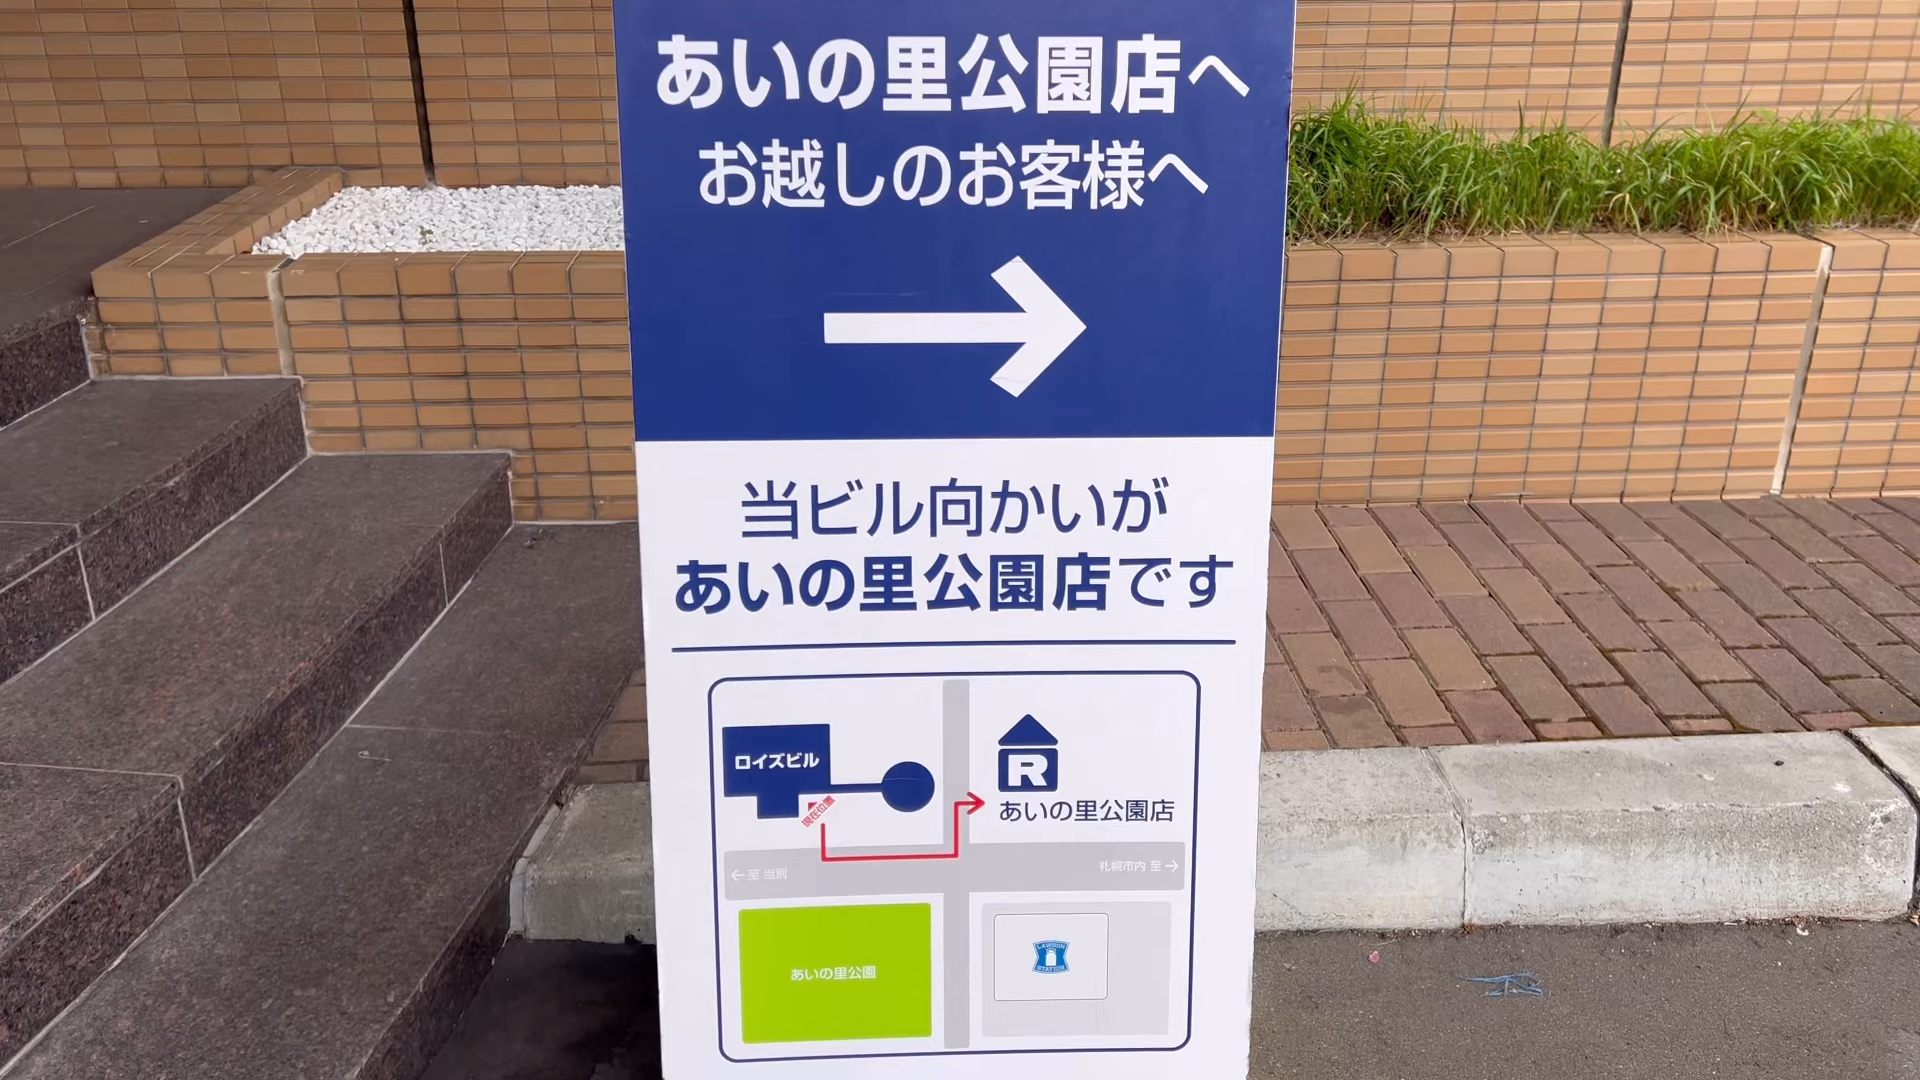 あいの里公園店へ
お越しのお客様へ
→
当ビル向かいが
あいの里公園店です
ロイズビル
現在位置
R
あいの里公園店
←至 当別
札幌市内 至→
あいの里公園
LAWSON
STATION